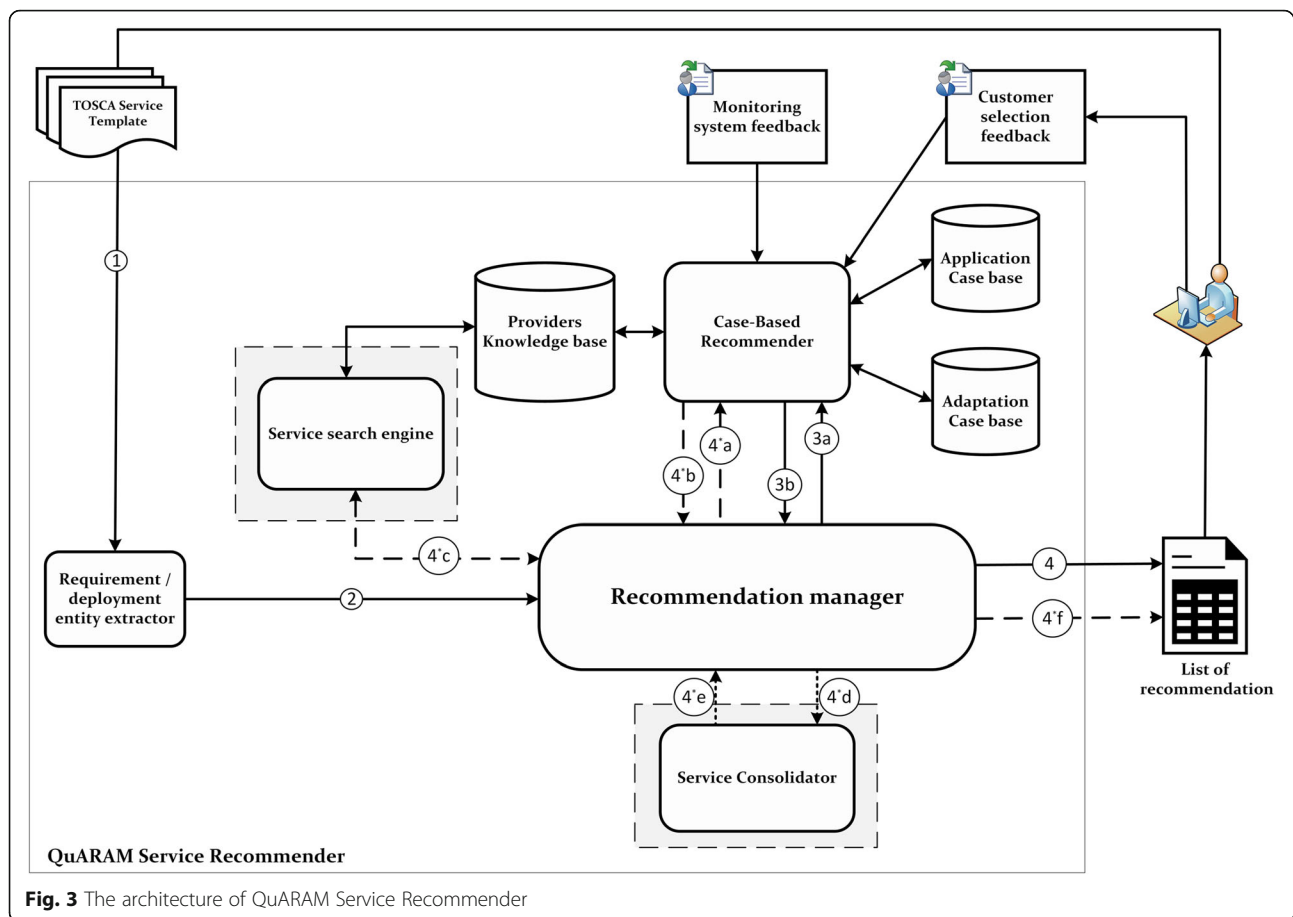 TOSCA Service
Template
Monitoring
system feedback
Customer
selection
feedback
1
Application
Case base
Providers
Knowledge base
Case-Based
Recommender
Adaptation
Case base
Service search engine
4*b
4*a
3b
3a
4*c
Requirement /
deployment
entity extractor
2
Recommendation manager
4
4*f
List of
recommendation
4*e
4*d
Service Consolidator
QuARAM Service Recommender
Fig. 3 The architecture of QuARAM Service Recommender